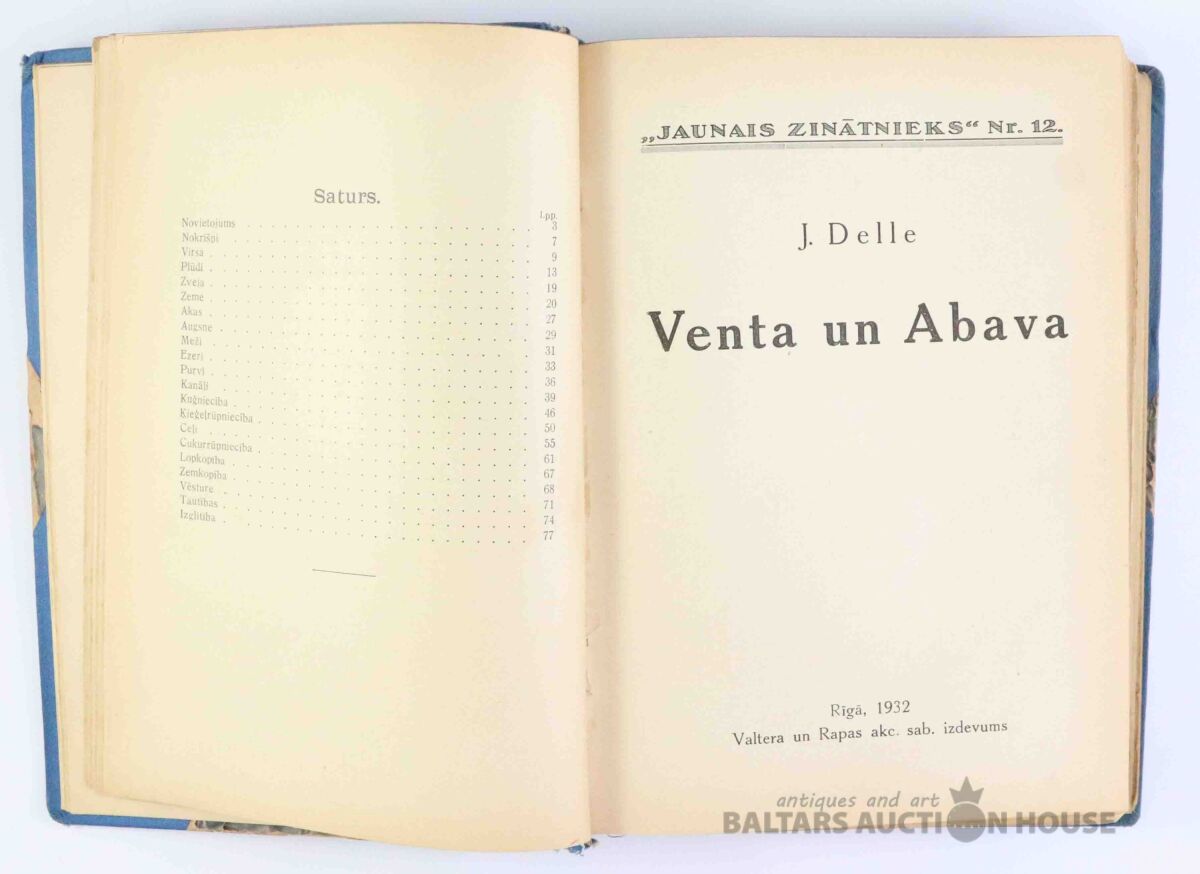 Saturs.
Lpp.
Novietojums . . . . . . . . . . . . . . . . . 3
Nokrišņi . . . . . . . . . . . . . . . . . 7
Virsa . . . . . . . . . . . . . . . . . 9
Plūdi . . . . . . . . . . . . . . . . . 13
Zveja . . . . . . . . . . . . . . . . . 19
Zeme . . . . . . . . . . . . . . . . . 20
Akas . . . . . . . . . . . . . . . . . 27
Augsne . . . . . . . . . . . . . . . . . 29
Meži . . . . . . . . . . . . . . . . . 31
Ezeri . . . . . . . . . . . . . . . . . 33
Purvi . . . . . . . . . . . . . . . . . 36
Kanāļi . . . . . . . . . . . . . . . . . 39
Kuģniecība . . . . . . . . . . . . . . . . . 46
Ķieģeļrūpniecība . . . . . . . . . . . . . . . 50
Ceļi . . . . . . . . . . . . . . . . . 55
Cukurrūpniecība . . . . . . . . . . . . . . . 61
Lopkopība . . . . . . . . . . . . . . . . . 67
Zemkopība . . . . . . . . . . . . . . . . . 68
Vēsture . . . . . . . . . . . . . . . . . 71
Tautības . . . . . . . . . . . . . . . . . 74
Izglītība . . . . . . . . . . . . . . . . . 77
„JAUNAIS ZINĀTNIEKS“ Nr. 12.
J. Delle
Venta un Abava
Rīgā, 1932
Valtera un Rapas akc. sab. izdevums
antiques and art
BALTARS AUCTION HOUSE